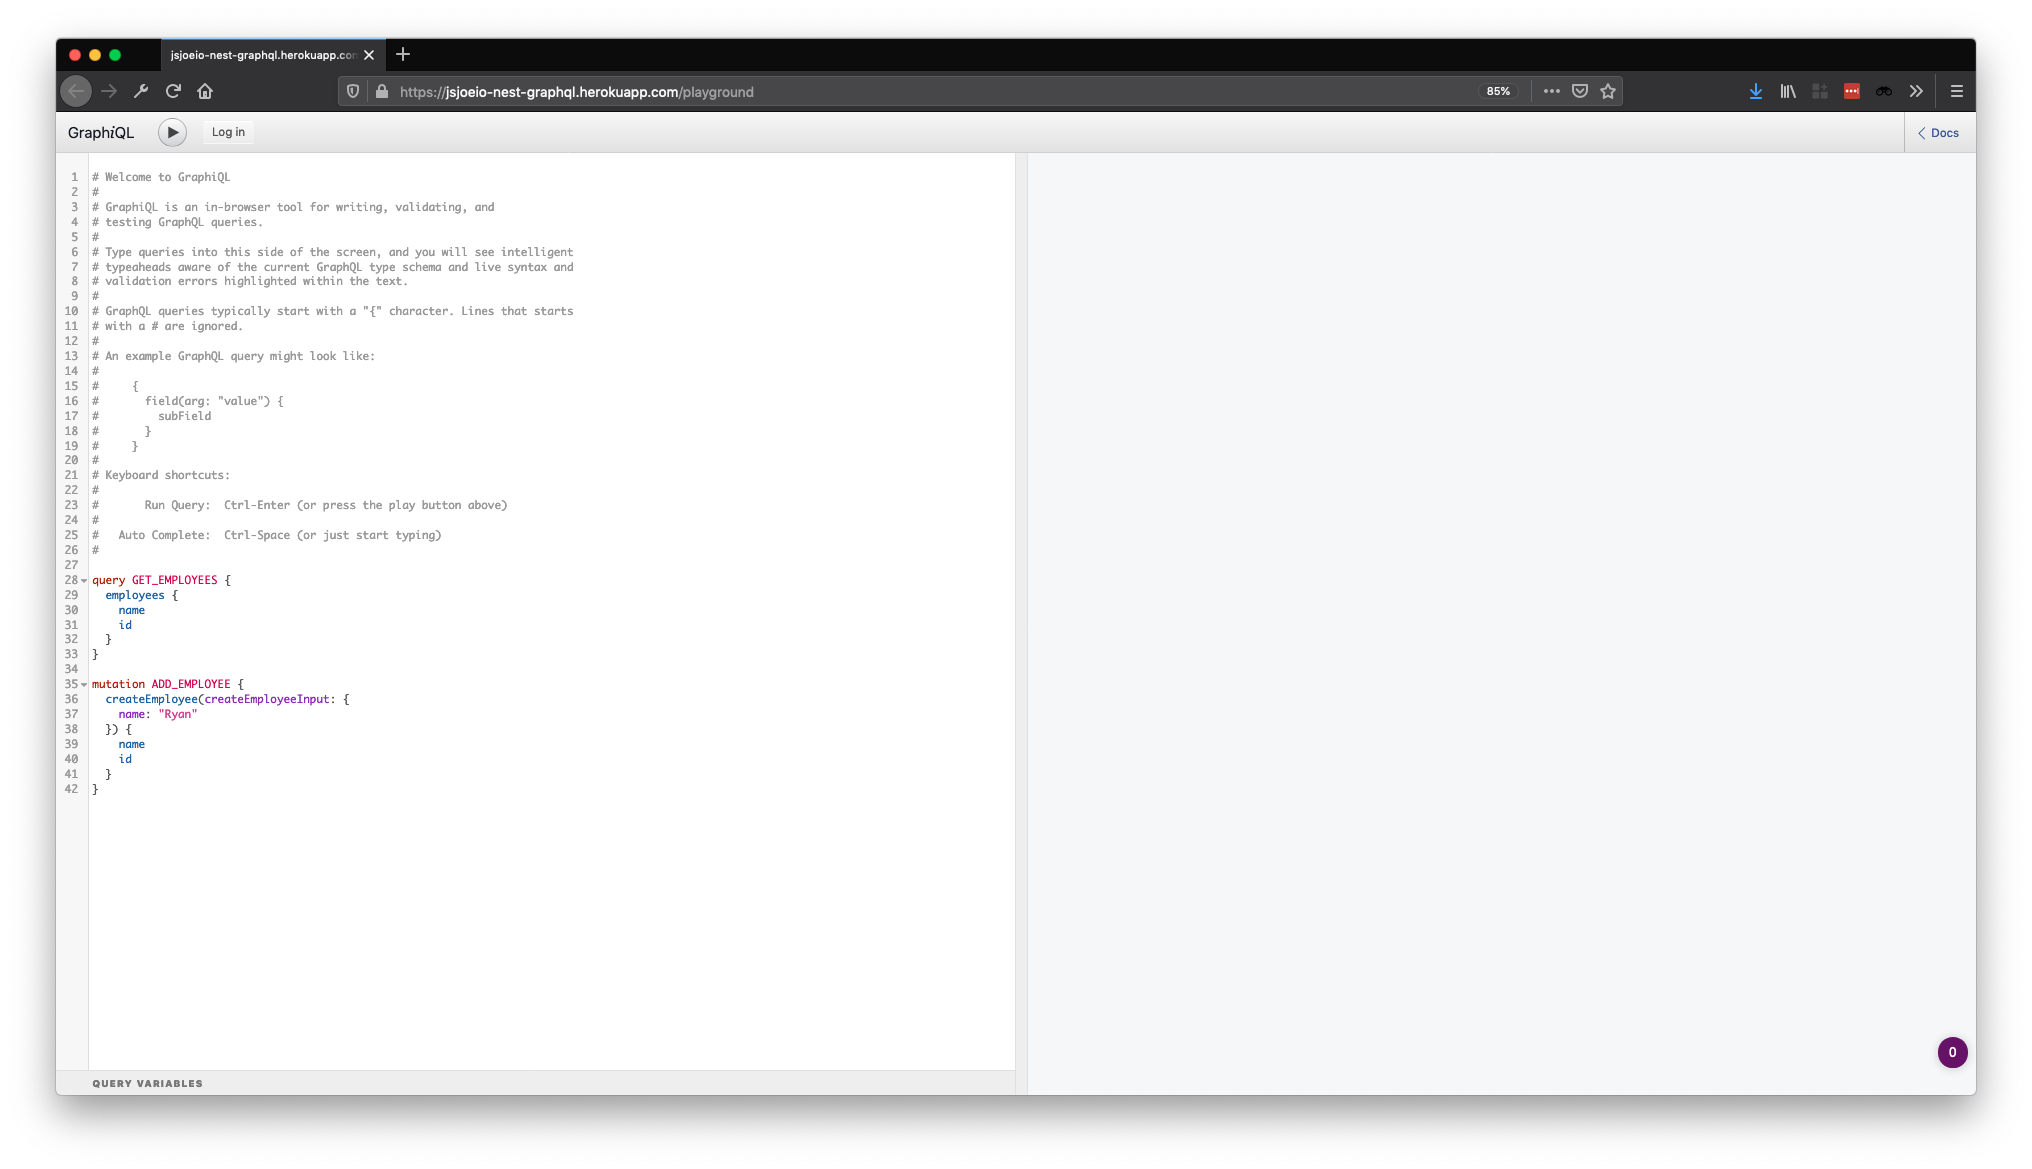 jsjoeio-nest-graphql.herokuapp.con
https://jsjoeio-nest-graphql.herokuapp.com/playground
85%
GraphiQL
Log in
Docs
1 # Welcome to GraphiQL
2 #
3 # GraphiQL is an in-browser tool for writing, validating, and
4 # testing GraphQL queries.
5 #
6 # Type queries into this side of the screen, and you will see intelligent
7 # typeaheads aware of the current GraphQL type schema and live syntax and
8 # validation errors highlighted within the text.
9 #
10 # GraphQL queries typically start with a "{" character. Lines that starts
11 # with a # are ignored.
12 #
13 # An example GraphQL query might look like:
14 #
15 #     {
16 #       field(arg: "value") {
17 #         subField
18 #       }
19 #     }
20 #
21 # Keyboard shortcuts:
22 #
23 #       Run Query:  Ctrl-Enter (or press the play button above)
24 #
25 #   Auto Complete:  Ctrl-Space (or just start typing)
26 #
27
28 query GET_EMPLOYEES {
29   employees {
30     name
31     id
32   }
33 }
34
35 mutation ADD_EMPLOYEE {
36   createEmployee(createEmployeeInput: {
37     name: "Ryan"
38   }) {
39     name
40     id
41   }
42 }
0
QUERY VARIABLES